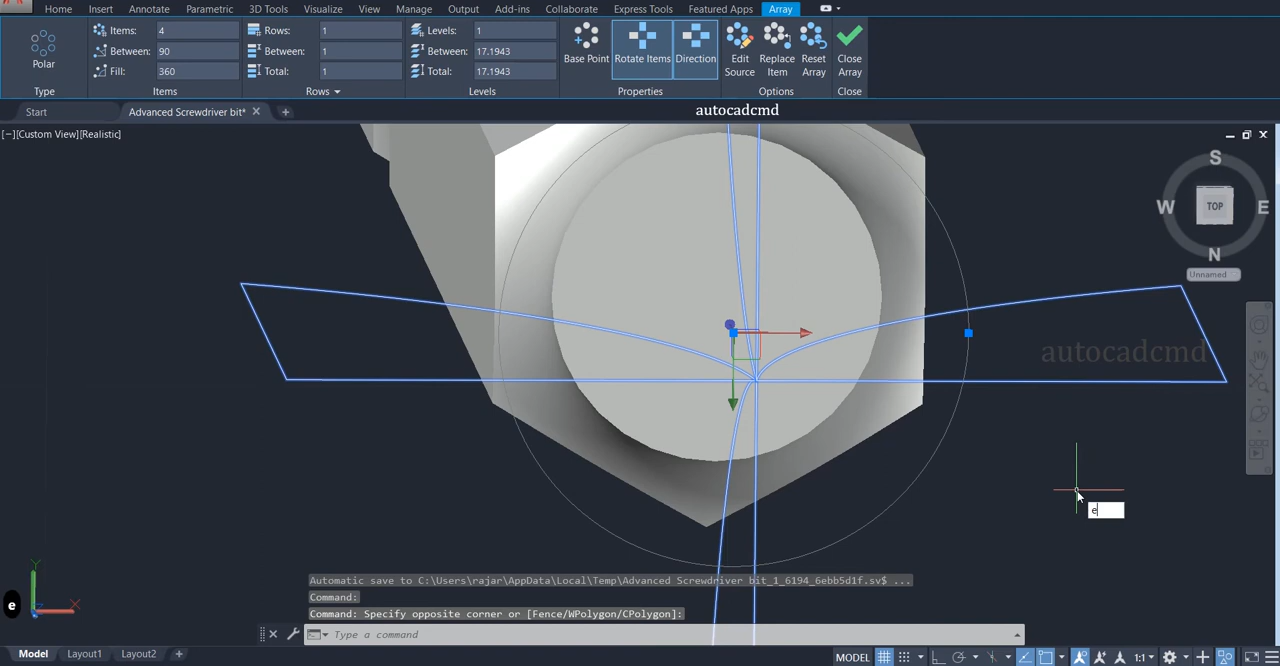 Home Insert Annotate Parametric 3D Tools Visualize View Manage Output Add-ins Collaborate Express Tools Featured Apps Array
Items: 4 Rows: 1 Levels: 1
Between: 90 Between: 1 Between: 17.1943
Fill: 360 Total: 1 Total: 17.1943
Polar
Base Point Rotate Items Direction
Edit Source Replace Item Reset Array Close Array
Type Items Rows Levels Properties Options Close
Start Advanced Screwdriver bit* autocadcmd
[−][Custom View][Realistic]
S
W TOP E
N
Unnamed
autocadcmd
e
Y
X
e
Automatic save to C:\Users\rajar\AppData\Local\Temp\Advanced Screwdriver bit_1_6194_6ebb5d1f.sv$ ...
Command:
Command: Specify opposite corner or [Fence/WPolygon/CPolygon]:
Type a command
Model Layout1 Layout2 + MODEL 1:1